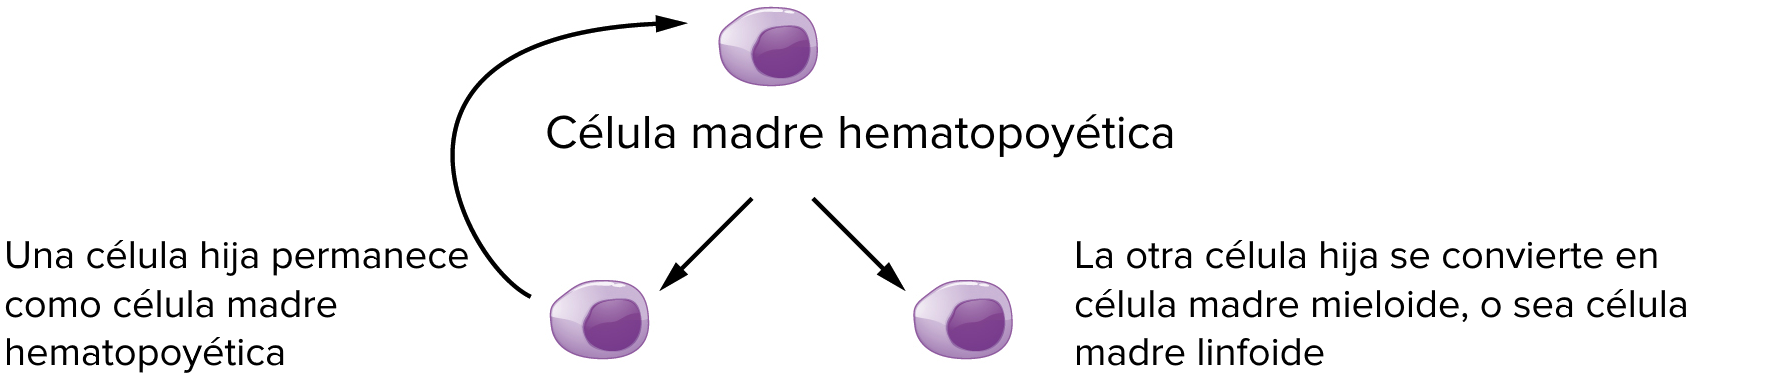 Célula madre hematopoyética
Una célula hija permanece
como célula madre
hematopoyética
La otra célula hija se convierte en
célula madre mieloide, o sea célula
madre linfoide